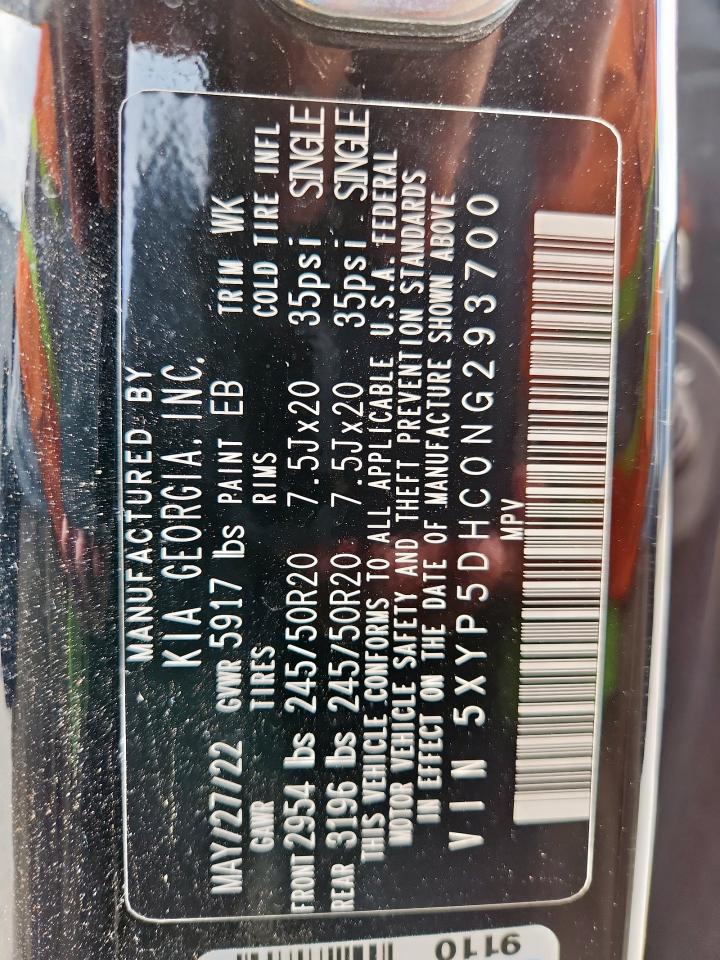 MANUFACTURED BY
KIA GEORGIA, INC.
MAY/27/22 GVWR 5917 lbs PAINT EB TRIM WK
GAWR TIRES RIMS COLD TIRE INFL
FRONT 2954 lbs 245/50R20 7.5Jx20 35psi SINGLE
REAR 3196 lbs 245/50R20 7.5Jx20 35psi SINGLE
THIS VEHICLE CONFORMS TO ALL APPLICABLE U.S.A. FEDERAL
MOTOR VEHICLE SAFETY AND THEFT PREVENTION STANDARDS
IN EFFECT ON THE DATE OF MANUFACTURE SHOWN ABOVE
VIN 5XYP5DHC0NG293700
MPV
9110